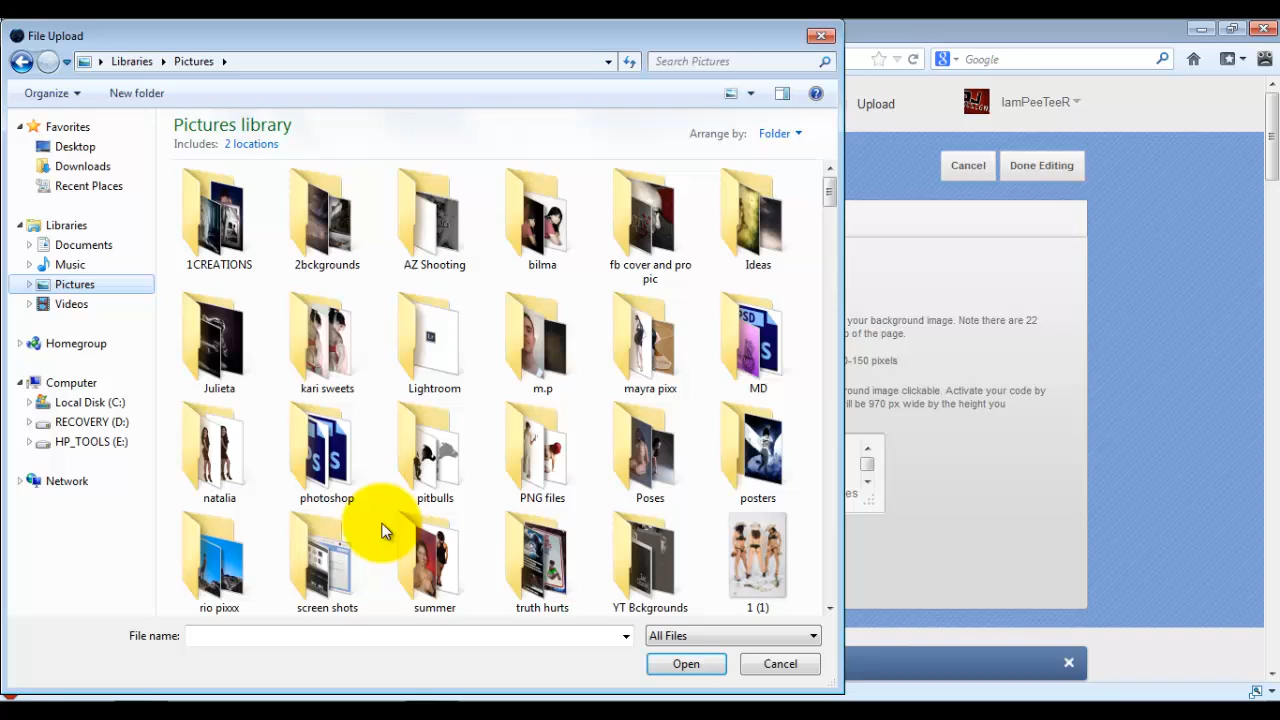 File Upload
Libraries
Pictures
Search Pictures
Google
Organize
New folder
Upload
IamPeeTeeR
Pictures library
Includes: 2 locations
Arrange by:
Folder
Cancel
Done Editing
Favorites
Desktop
Downloads
Recent Places
Libraries
Documents
Music
Pictures
Videos
Homegroup
Computer
Local Disk (C:)
RECOVERY (D:)
HP_TOOLS (E:)
Network
1CREATIONS
2bckgrounds
AZ Shooting
bilma
fb cover and pro
pic
Ideas
Julieta
kari sweets
Lightroom
m.p
mayra pixx
MD
natalia
photoshop
pitbulls
PNG files
Poses
posters
rio pixxx
screen shots
summer
truth hurts
YT Bckgrounds
1 (1)
your background image. Note there are 22
p of the page.
0-150 pixels
ound image clickable. Activate your code by
ill be 970 px wide by the height you
es
File name:
All Files
Open
Cancel